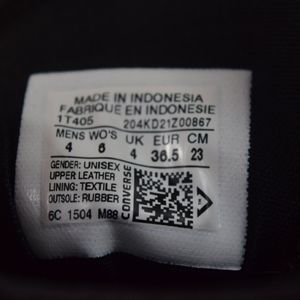 MADE IN INDONESIA
FABRIQUE EN INDONESIE
1T405 204KD21Z00867
MENS WO'S UK EUR CM
4 6 4 36.5 23
GENDER: UNISEX
UPPER LEATHER
LINING: TEXTILE
OUTSOLE: RUBBER
6C 1504 M88
CONVERSE